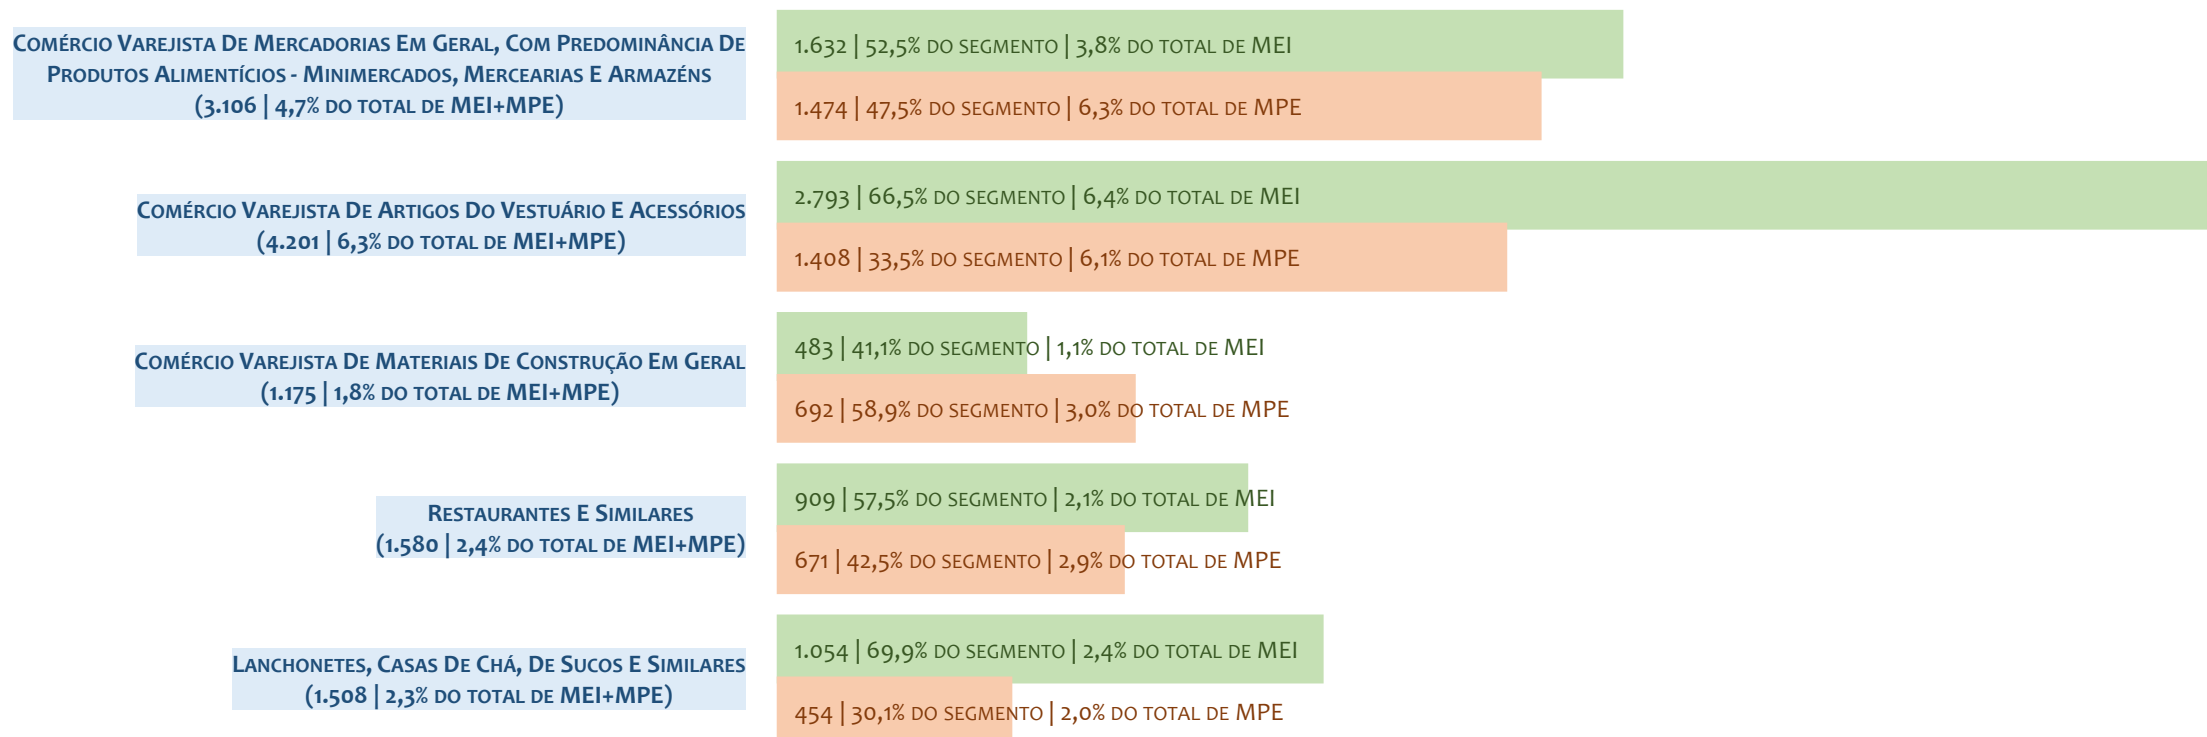 Comércio Varejista De Mercadorias Em Geral, Com Predominância De
Produtos Alimentícios - Minimercados, Mercearias E Armazéns
(3.106 | 4,7% do total de MEI+MPE)
1.632 | 52,5% do segmento | 3,8% do total de MEI
1.474 | 47,5% do segmento | 6,3% do total de MPE
Comércio Varejista De Artigos Do Vestuário E Acessórios
(4.201 | 6,3% do total de MEI+MPE)
2.793 | 66,5% do segmento | 6,4% do total de MEI
1.408 | 33,5% do segmento | 6,1% do total de MPE
Comércio Varejista De Materiais De Construção Em Geral
(1.175 | 1,8% do total de MEI+MPE)
483 | 41,1% do segmento | 1,1% do total de MEI
692 | 58,9% do segmento | 3,0% do total de MPE
Restaurantes E Similares
(1.580 | 2,4% do total de MEI+MPE)
909 | 57,5% do segmento | 2,1% do total de MEI
671 | 42,5% do segmento | 2,9% do total de MPE
Lanchonetes, Casas De Chá, De Sucos E Similares
(1.508 | 2,3% do total de MEI+MPE)
1.054 | 69,9% do segmento | 2,4% do total de MEI
454 | 30,1% do segmento | 2,0% do total de MPE